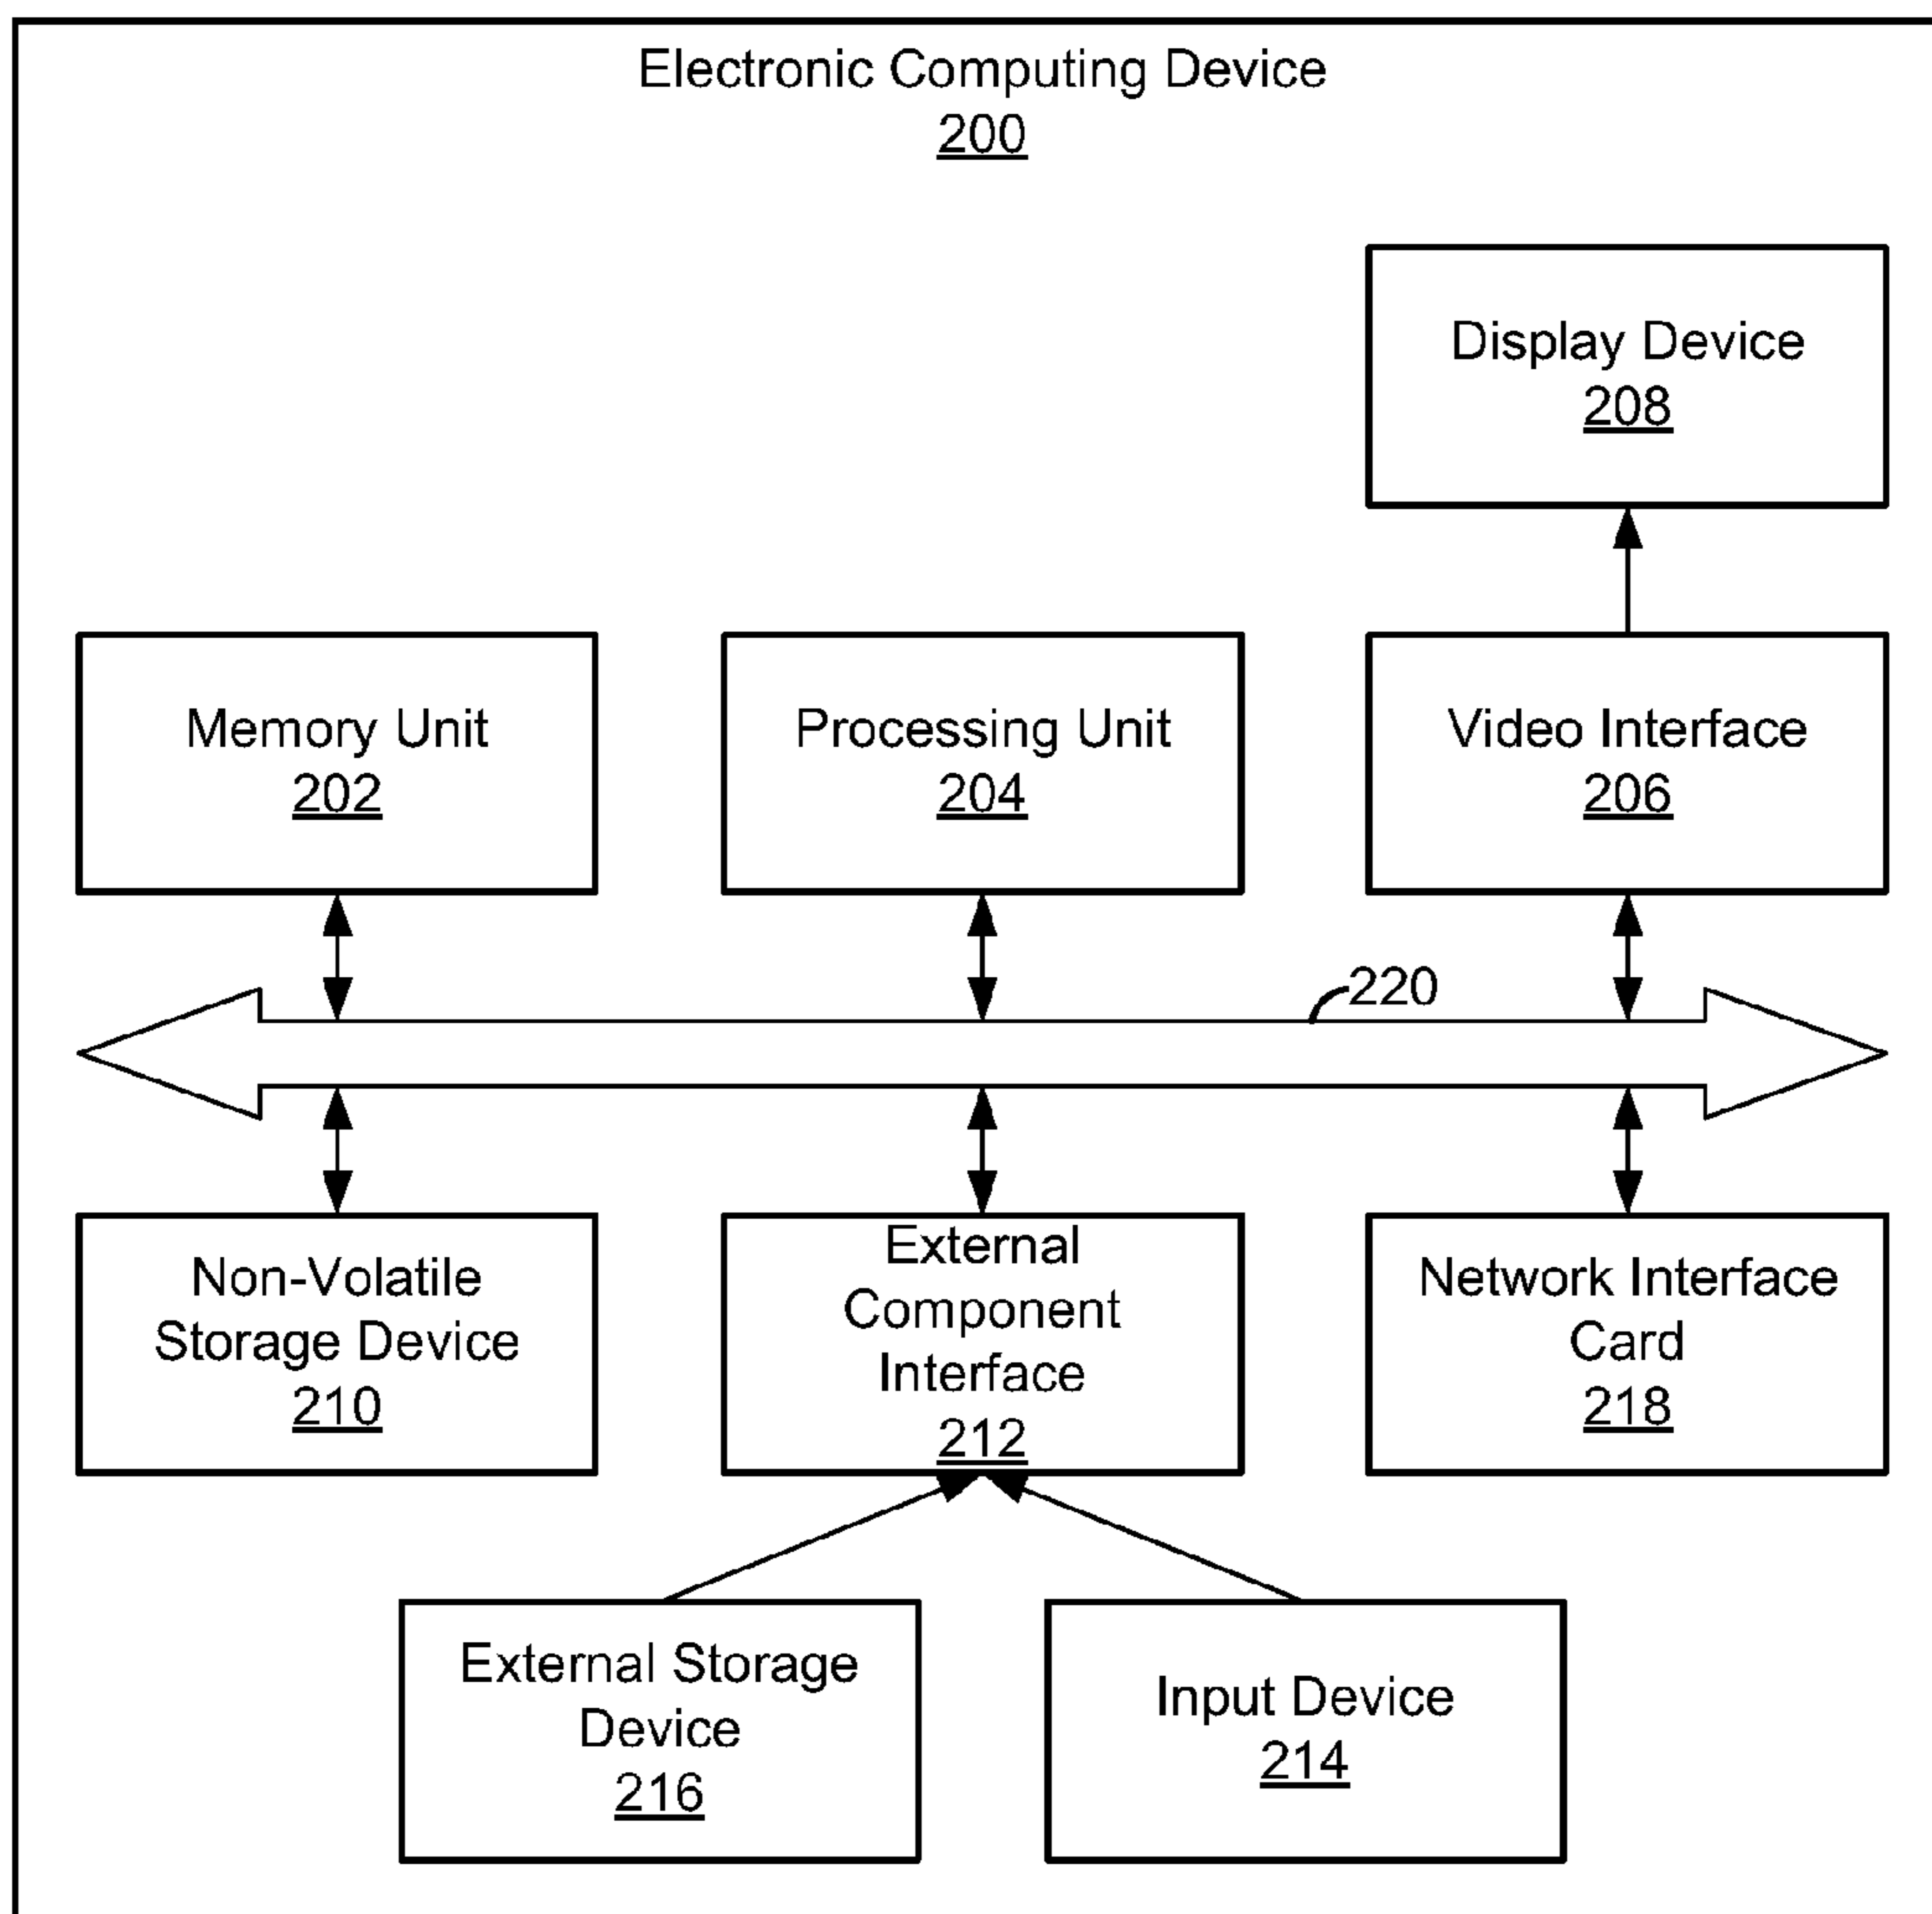 Electronic Computing Device
200
Display Device
208
Memory Unit
202
Processing Unit
204
Video Interface
206
220
Non-Volatile
Storage Device
210
External
Component
Interface
212
Network Interface
Card
218
External Storage
Device
216
Input Device
214